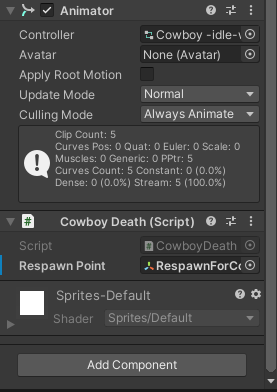 Animator
Controller
Cowboy -idle-w
Avatar
None (Avatar)
Apply Root Motion
Update Mode
Normal
Culling Mode
Always Animate
Clip Count: 5
Curves Pos: 0 Quat: 0 Euler: 0 Scale: 0
Muscles: 0 Generic: 0 PPtr: 5
Curves Count: 5 Constant: 0 (0.0%)
Dense: 0 (0.0%) Stream: 5 (100.0%)
Cowboy Death (Script)
Script
CowboyDeath
Respawn Point
RespawnForCo
Sprites-Default
Shader
Sprites/Default
Add Component